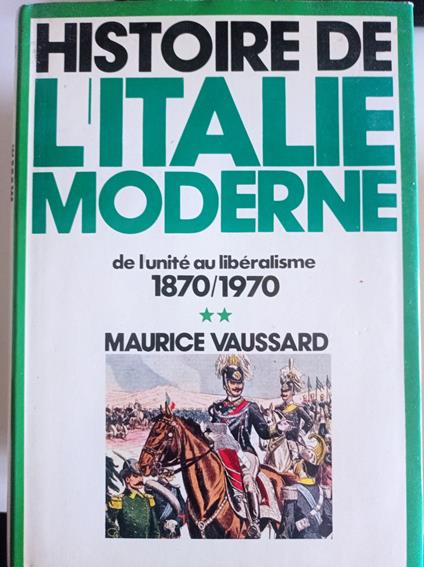 HISTOIRE DE
L'ITALIE
MODERNE
de l'unité au libéralisme
1870/1970
★★
MAURICE VAUSSARD